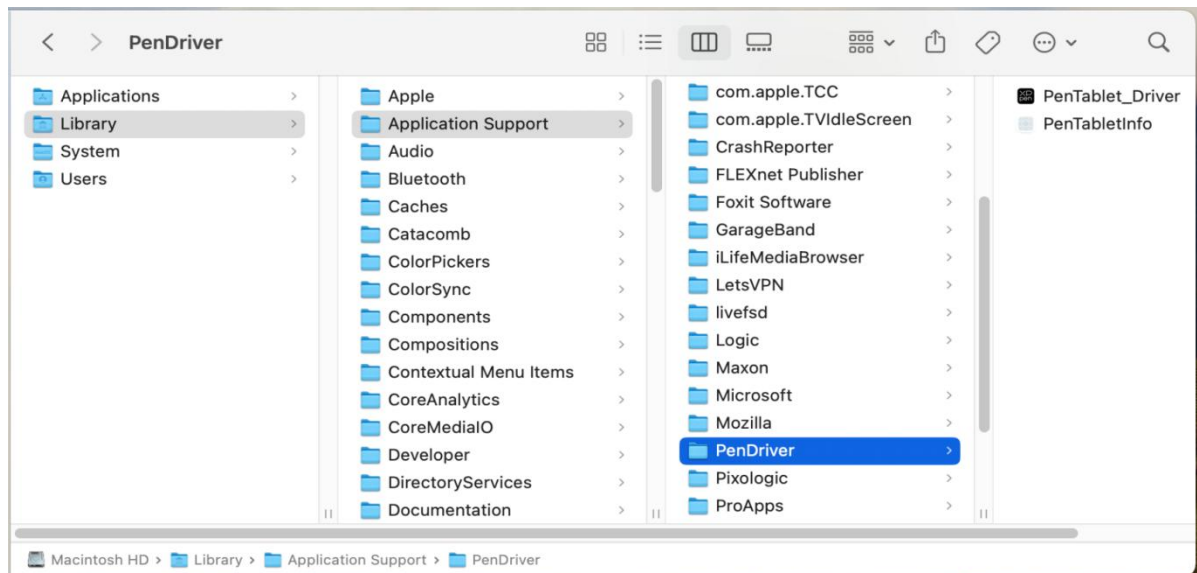 PenDriver
Applications
Library
System
Users
Apple
Application Support
Audio
Bluetooth
Caches
Catacomb
ColorPickers
ColorSync
Components
Compositions
Contextual Menu Items
CoreAnalytics
CoreMediaIO
Developer
DirectoryServices
Documentation
com.apple.TCC
com.apple.TVIdleScreen
CrashReporter
FLEXnet Publisher
Foxit Software
GarageBand
iLifeMediaBrowser
LetsVPN
livefsd
Logic
Maxon
Microsoft
Mozilla
PenDriver
Pixologic
ProApps
XP
pen
PenTablet_Driver
PenTabletInfo
Macintosh HD › Library › Application Support › PenDriver